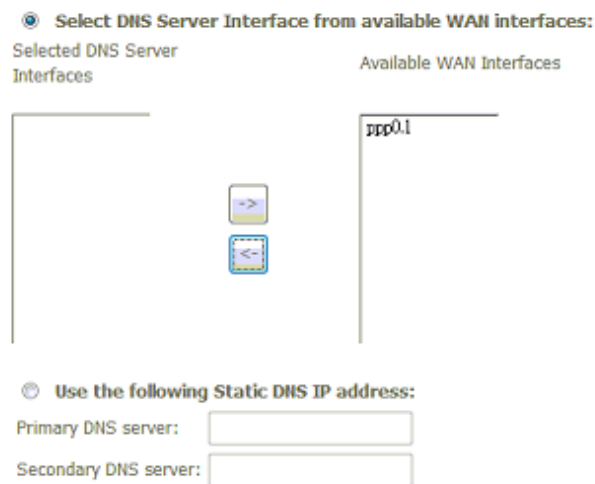 Select DNS Server Interface from available WAN interfaces:
Selected DNS Server
Interfaces
Available WAN Interfaces
ppp0.1
->
<-
Use the following Static DNS IP address:
Primary DNS server:
Secondary DNS server: